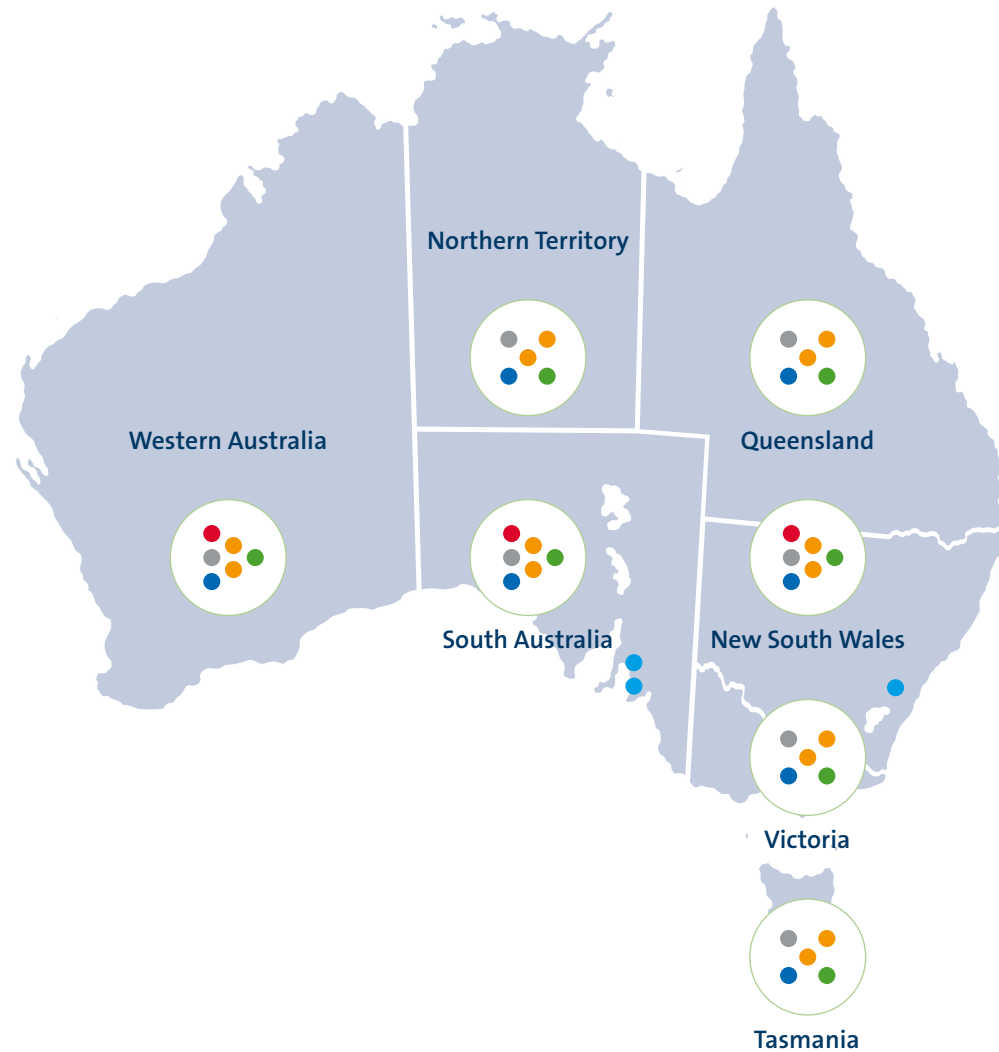 Northern Territory
Western Australia
Queensland
South Australia
New South Wales
Victoria
Tasmania